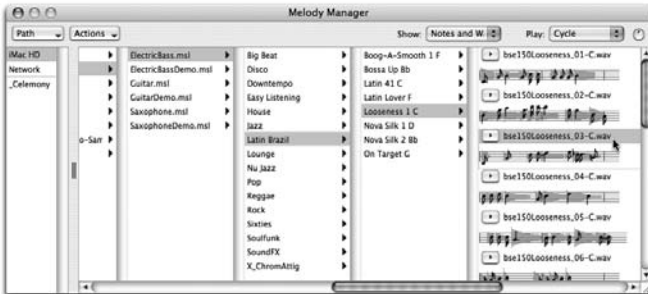 Melody Manager
Path
Actions
Show: Notes and W.
Play: Cycle
iMac HD
Network
_Celemony
o-Sam
ElectricBass.msl
ElectricBassDemo.msl
Guitar.msl
GuitarDemo.msl
Saxophone.msl
SaxophoneDemo.msl
Big Beat
Disco
Downtempo
Easy Listening
House
Jazz
Latin Brazil
Lounge
Nu Jazz
Pop
Reggae
Rock
Sixties
Soulfunk
SoundFX
X_ChromAttig
Boog-A-Smooth 1 F
Bossa Up Bb
Latin 41 C
Latin Lover F
Looseness 1 C
Nova Silk 1 D
Nova Silk 2 Bb
On Target G
bse150Looseness_01-C.wav
bse150Looseness_02-C.wav
bse150Looseness_03-C.wav
bse150Looseness_04-C.wav
bse150Looseness_05-C.wav
bse150Looseness_06-C.wav